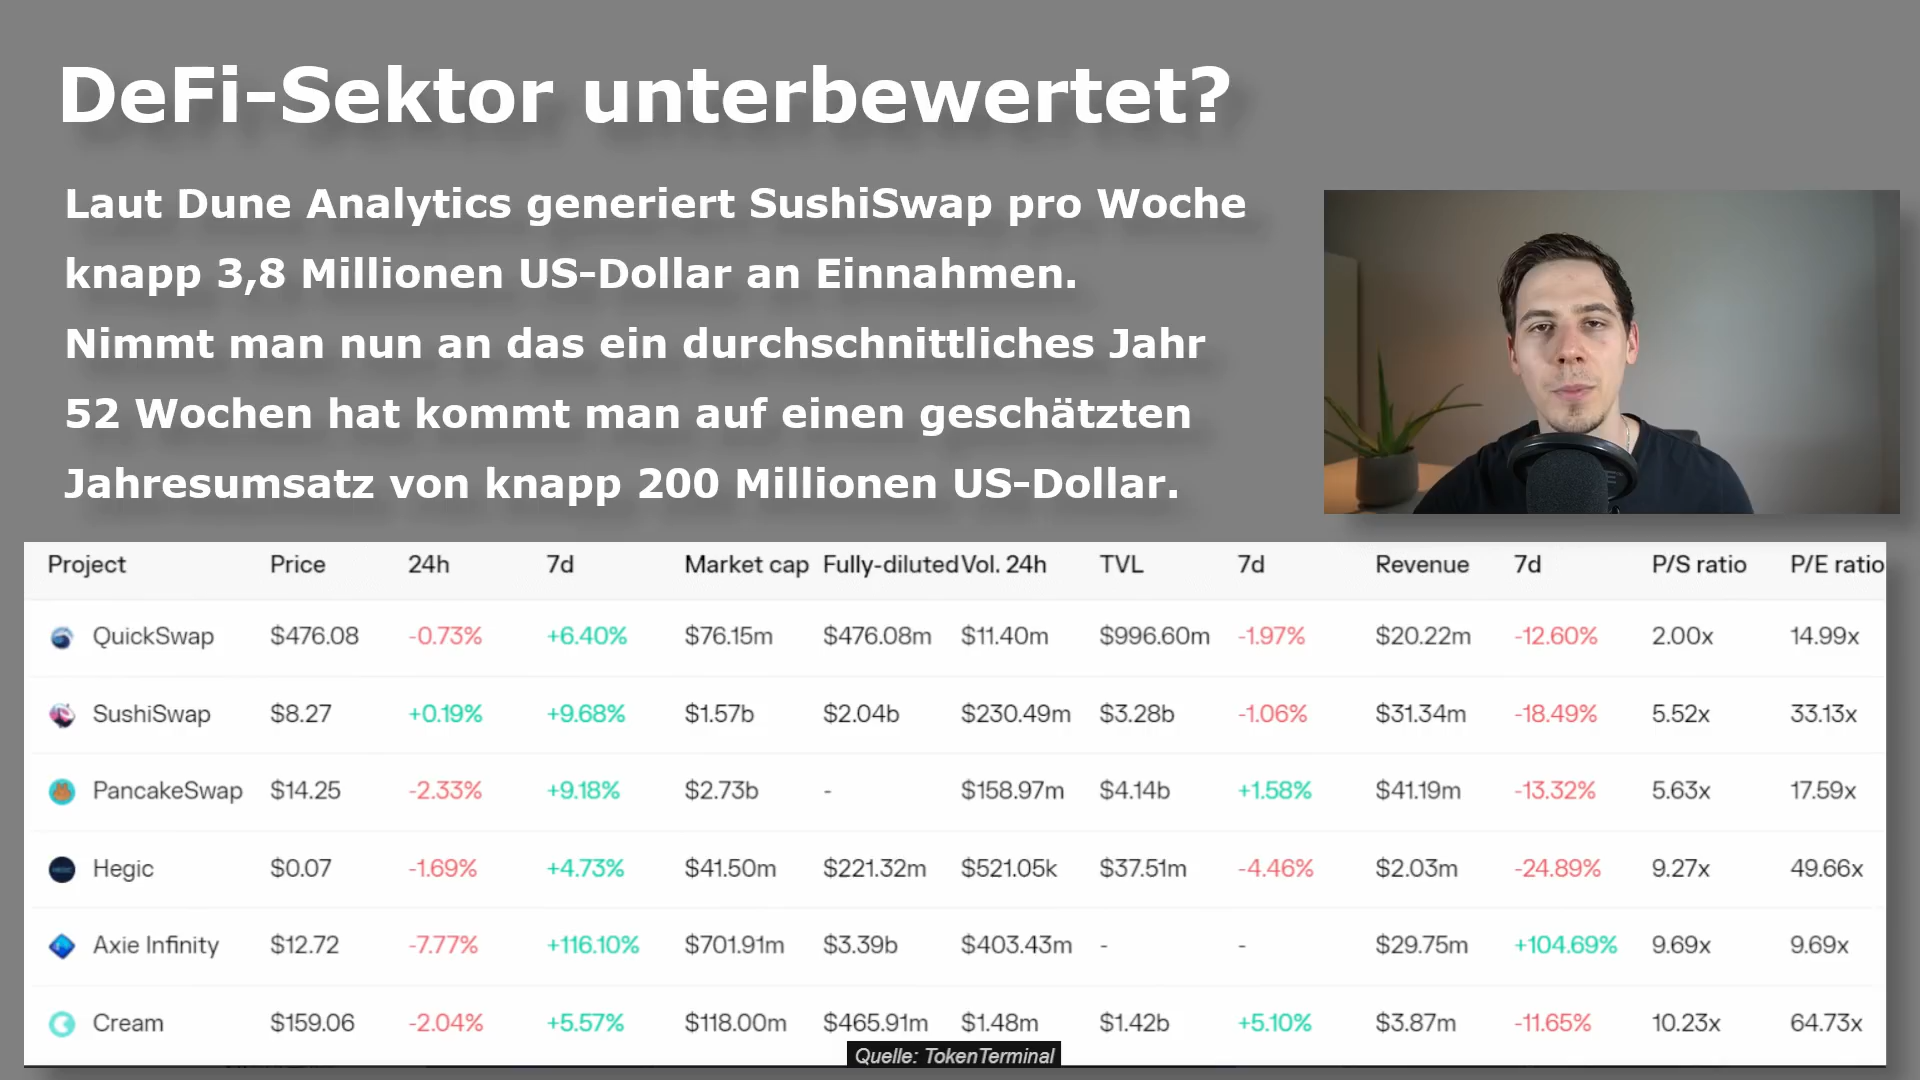 DeFi-Sektor unterbewertet?
Laut Dune Analytics generiert SushiSwap pro Woche
knapp 3,8 Millionen US-Dollar an Einnahmen.
Nimmt man nun an das ein durchschnittliches Jahr
52 Wochen hat kommt man auf einen geschätzten
Jahresumsatz von knapp 200 Millionen US-Dollar.
Project Price 24h 7d Market cap Fully-diluted Vol. 24h TVL 7d Revenue 7d P/S ratio P/E ratio
QuickSwap $476.08 -0.73% +6.40% $76.15m $476.08m $11.40m $996.60m -1.97% $20.22m -12.60% 2.00x 14.99x
SushiSwap $8.27 +0.19% +9.68% $1.57b $2.04b $230.49m $3.28b -1.06% $31.34m -18.49% 5.52x 33.13x
PancakeSwap $14.25 -2.33% +9.18% $2.73b - $158.97m $4.14b +1.58% $41.19m -13.32% 5.63x 17.59x
Hegic $0.07 -1.69% +4.73% $41.50m $221.32m $521.05k $37.51m -4.46% $2.03m -24.89% 9.27x 49.66x
Axie Infinity $12.72 -7.77% +116.10% $701.91m $3.39b $403.43m - - $29.75m +104.69% 9.69x 9.69x
Cream $159.06 -2.04% +5.57% $118.00m $465.91m $1.48m $1.42b +5.10% $3.87m -11.65% 10.23x 64.73x
Quelle: TokenTerminal